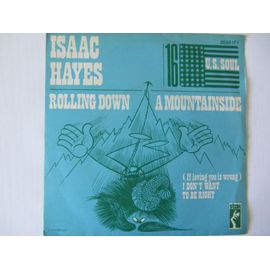 ISAAC
HAYES
16
U.S. SOUL
ROLLING DOWN A MOUNTAINSIDE
( If loving you is wrong )
I DON'T WANT
TO BE RIGHT